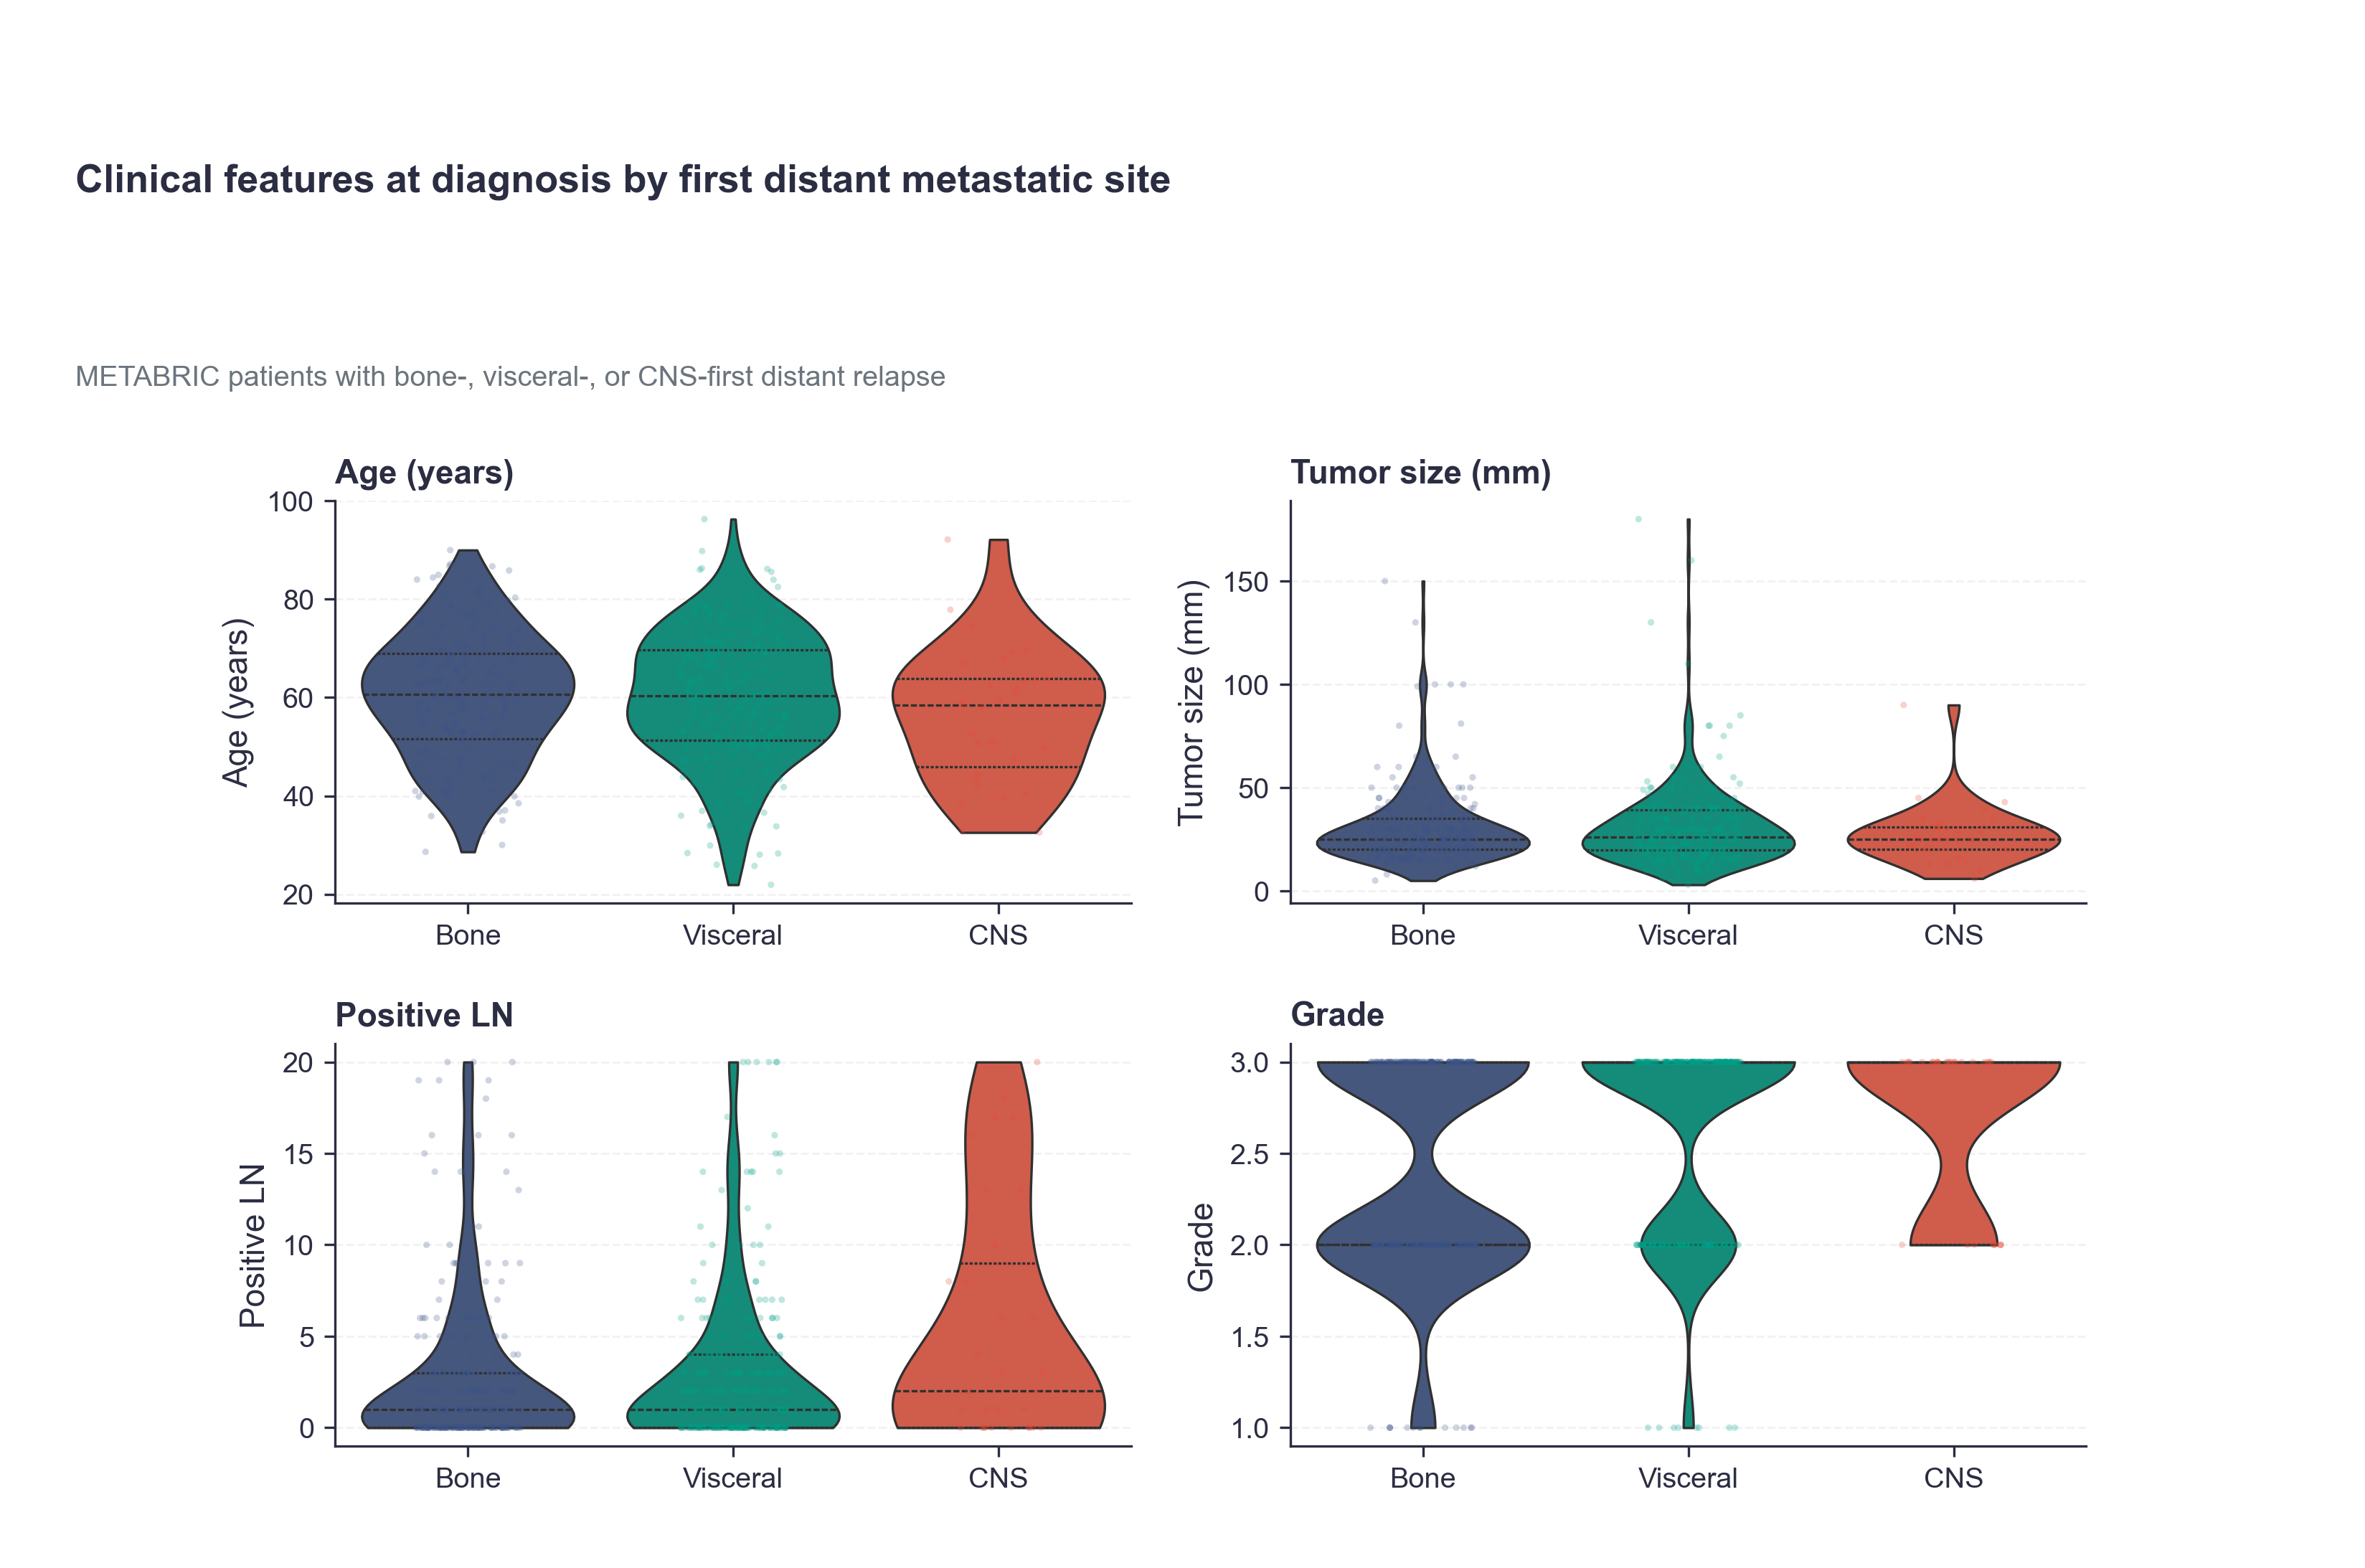 Clinical features at diagnosis by first distant metastatic site
METABRIC patients with bone-, visceral-, or CNS-first distant relapse
Age (years)
Age (years)
100
80
60
40
20
Bone
Visceral
CNS
Tumor size (mm)
Tumor size (mm)
150
100
50
0
Bone
Visceral
CNS
Positive LN
Positive LN
20
15
10
5
0
Bone
Visceral
CNS
Grade
Grade
3.0
2.5
2.0
1.5
1.0
Bone
Visceral
CNS